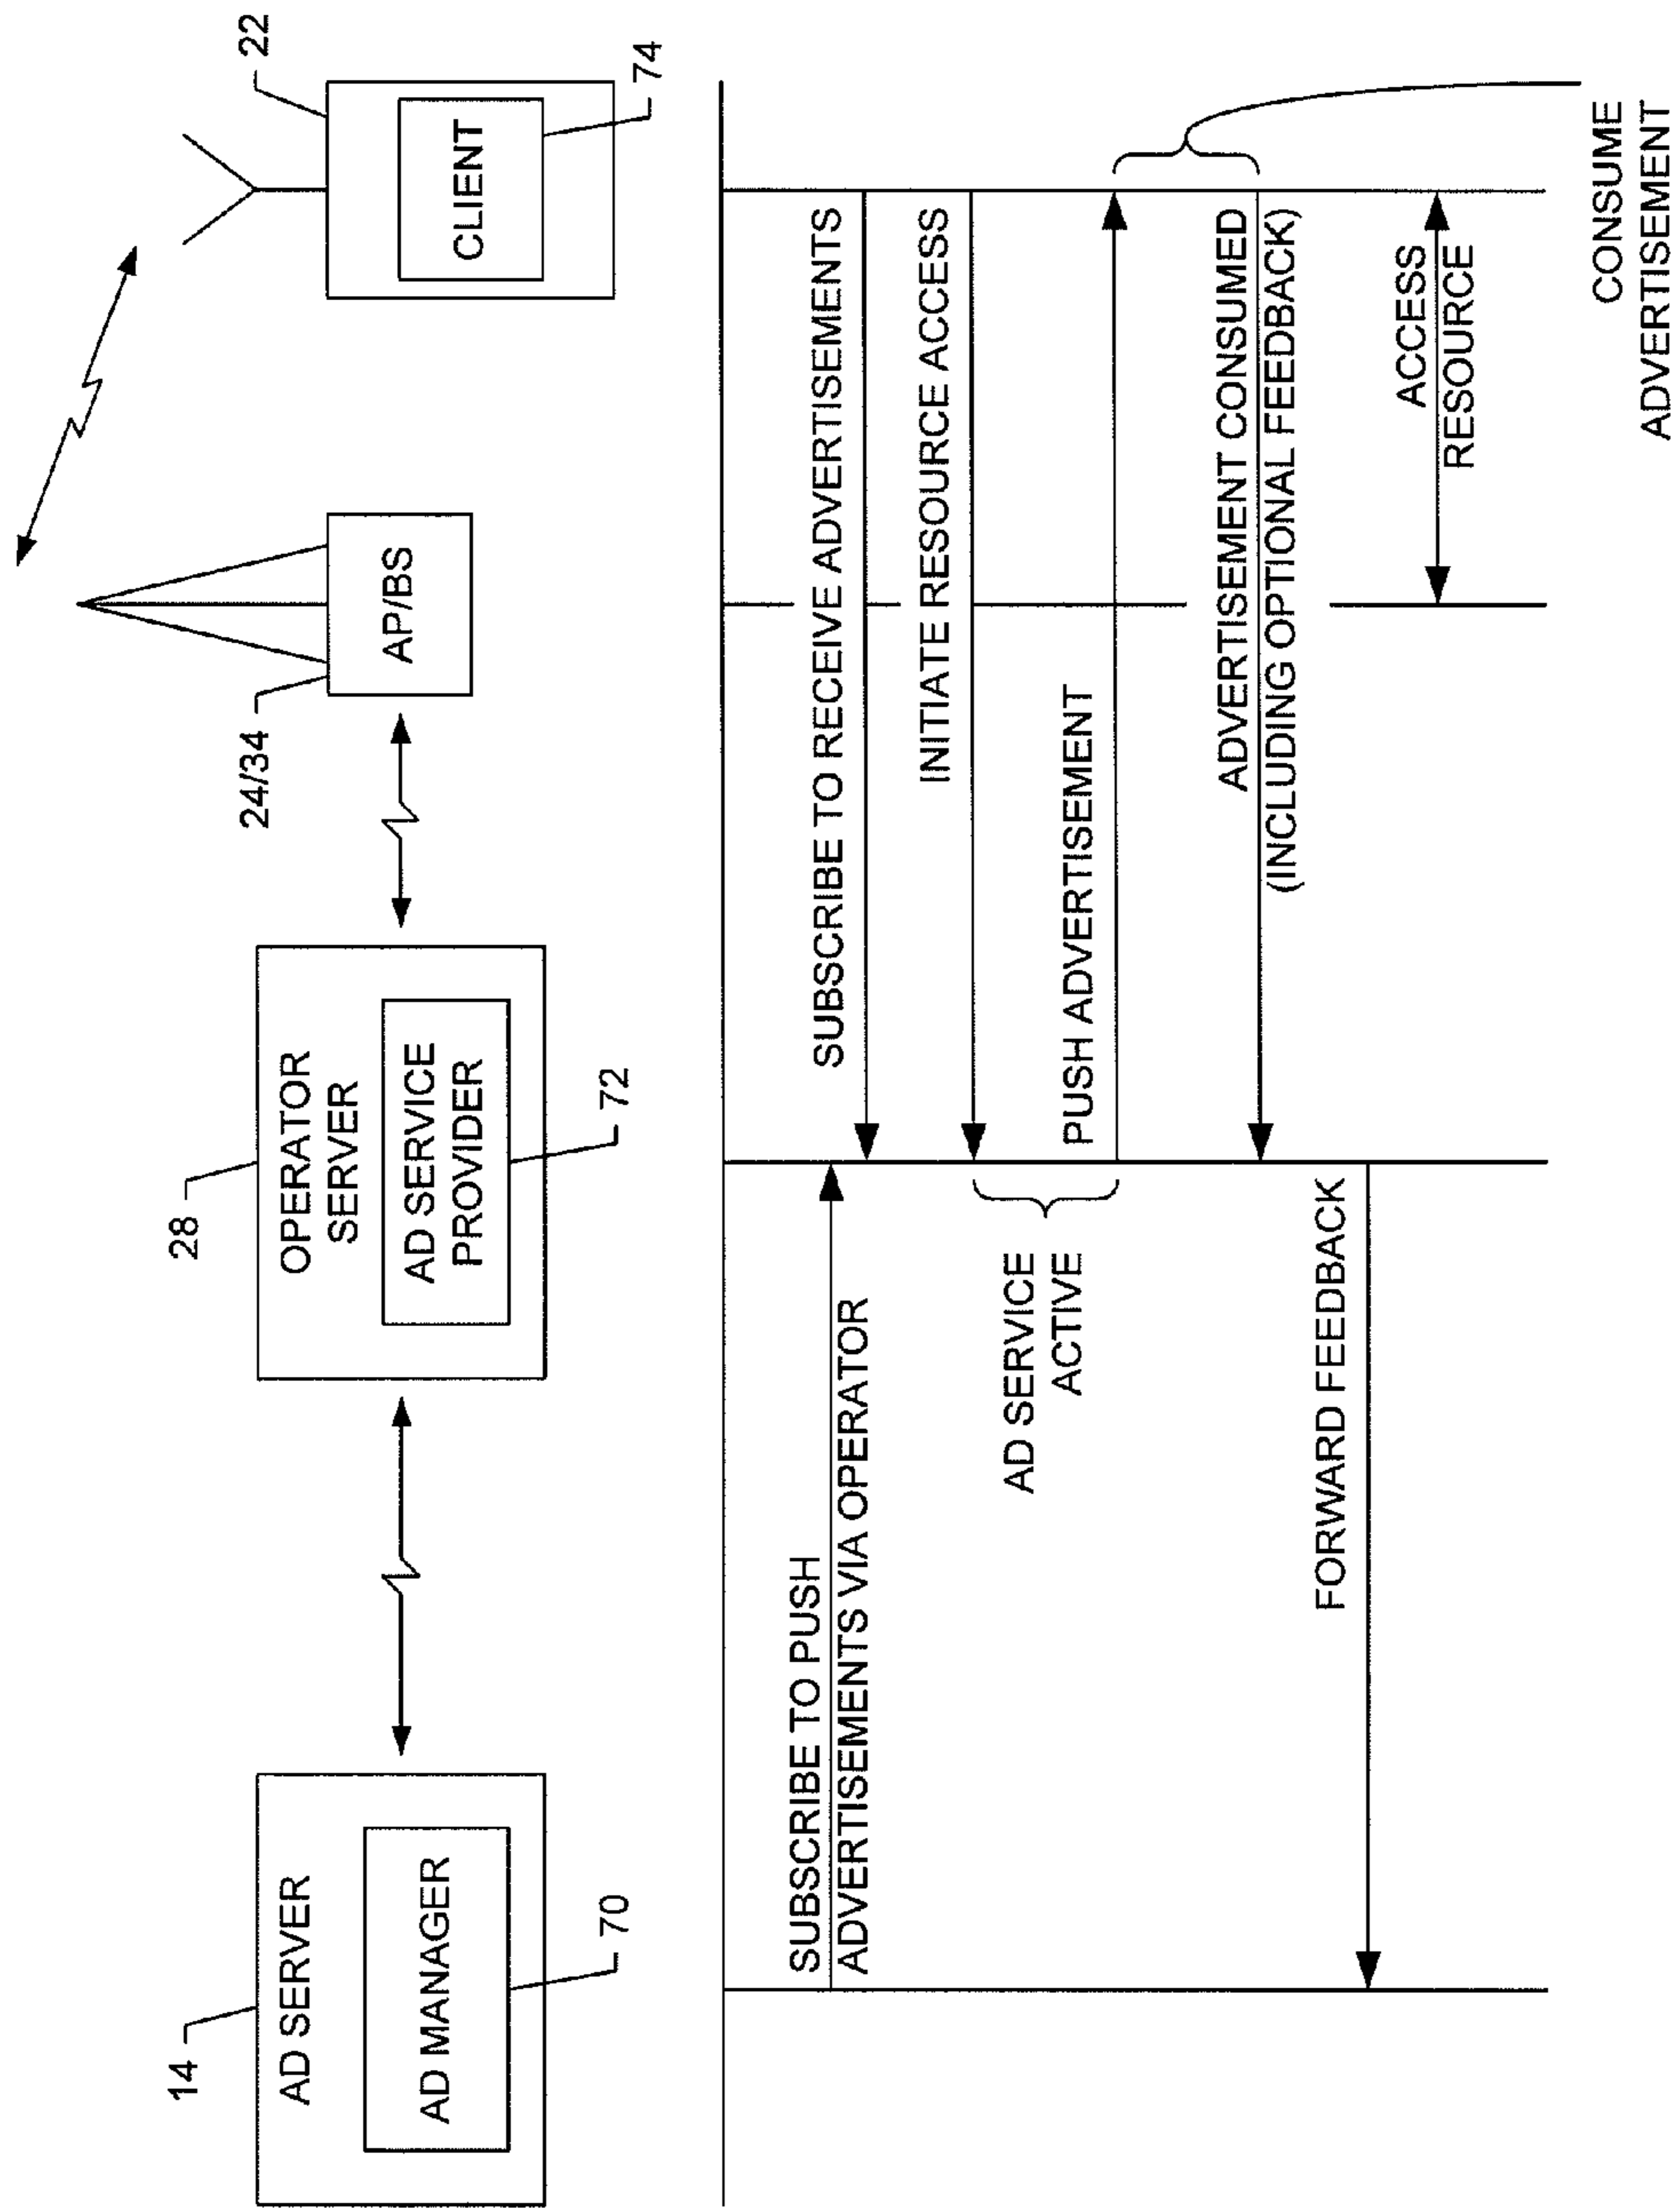 14
AD SERVER
AD MANAGER
70
28
OPERATOR
SERVER
AD SERVICE
PROVIDER
72
24/34
AP/BS
22
CLIENT
74
SUBSCRIBE TO PUSH
ADVERTISEMENTS VIA OPERATOR
SUBSCRIBE TO RECEIVE ADVERTISEMENTS
INITIATE RESOURCE ACCESS
AD SERVICE
ACTIVE
PUSH ADVERTISEMENT
ADVERTISEMENT CONSUMED
(INCLUDING OPTIONAL FEEDBACK)
FORWARD FEEDBACK
ACCESS
RESOURCE
CONSUME
ADVERTISEMENT